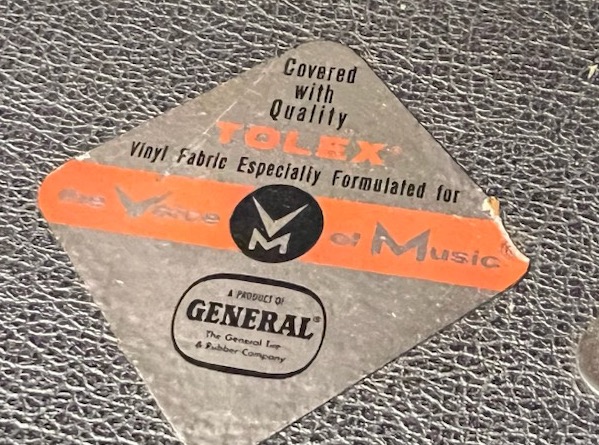 Covered
with
Quality
TOLEX®
Vinyl Fabric Especially Formulated for
the Voice VM of Music®
A PRODUCT OF
GENERAL®
The General Tire
& Rubber Company